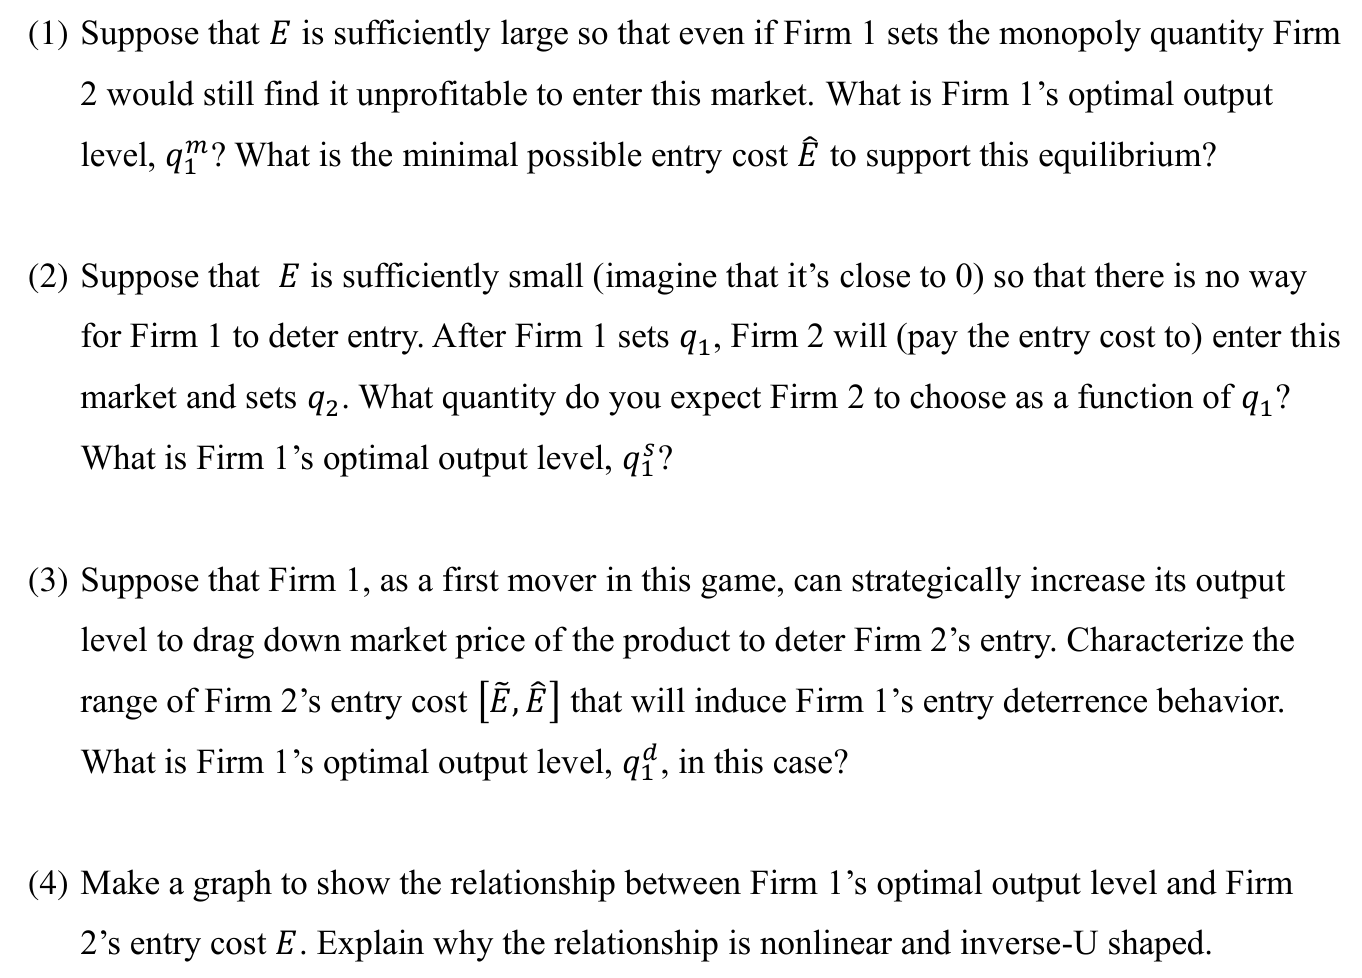 (1) Suppose that E is sufficiently large so that even if Firm 1 sets the monopoly quantity Firm
2 would still find it unprofitable to enter this market. What is Firm 1’s optimal output
level, q₁ᵐ? What is the minimal possible entry cost Ê to support this equilibrium?
(2) Suppose that E is sufficiently small (imagine that it’s close to 0) so that there is no way
for Firm 1 to deter entry. After Firm 1 sets q₁, Firm 2 will (pay the entry cost to) enter this
market and sets q₂. What quantity do you expect Firm 2 to choose as a function of q₁?
What is Firm 1’s optimal output level, q₁ˢ?
(3) Suppose that Firm 1, as a first mover in this game, can strategically increase its output
level to drag down market price of the product to deter Firm 2’s entry. Characterize the
range of Firm 2’s entry cost [Ẽ, Ê] that will induce Firm 1’s entry deterrence behavior.
What is Firm 1’s optimal output level, q₁ᵈ, in this case?
(4) Make a graph to show the relationship between Firm 1’s optimal output level and Firm
2’s entry cost E. Explain why the relationship is nonlinear and inverse-U shaped.